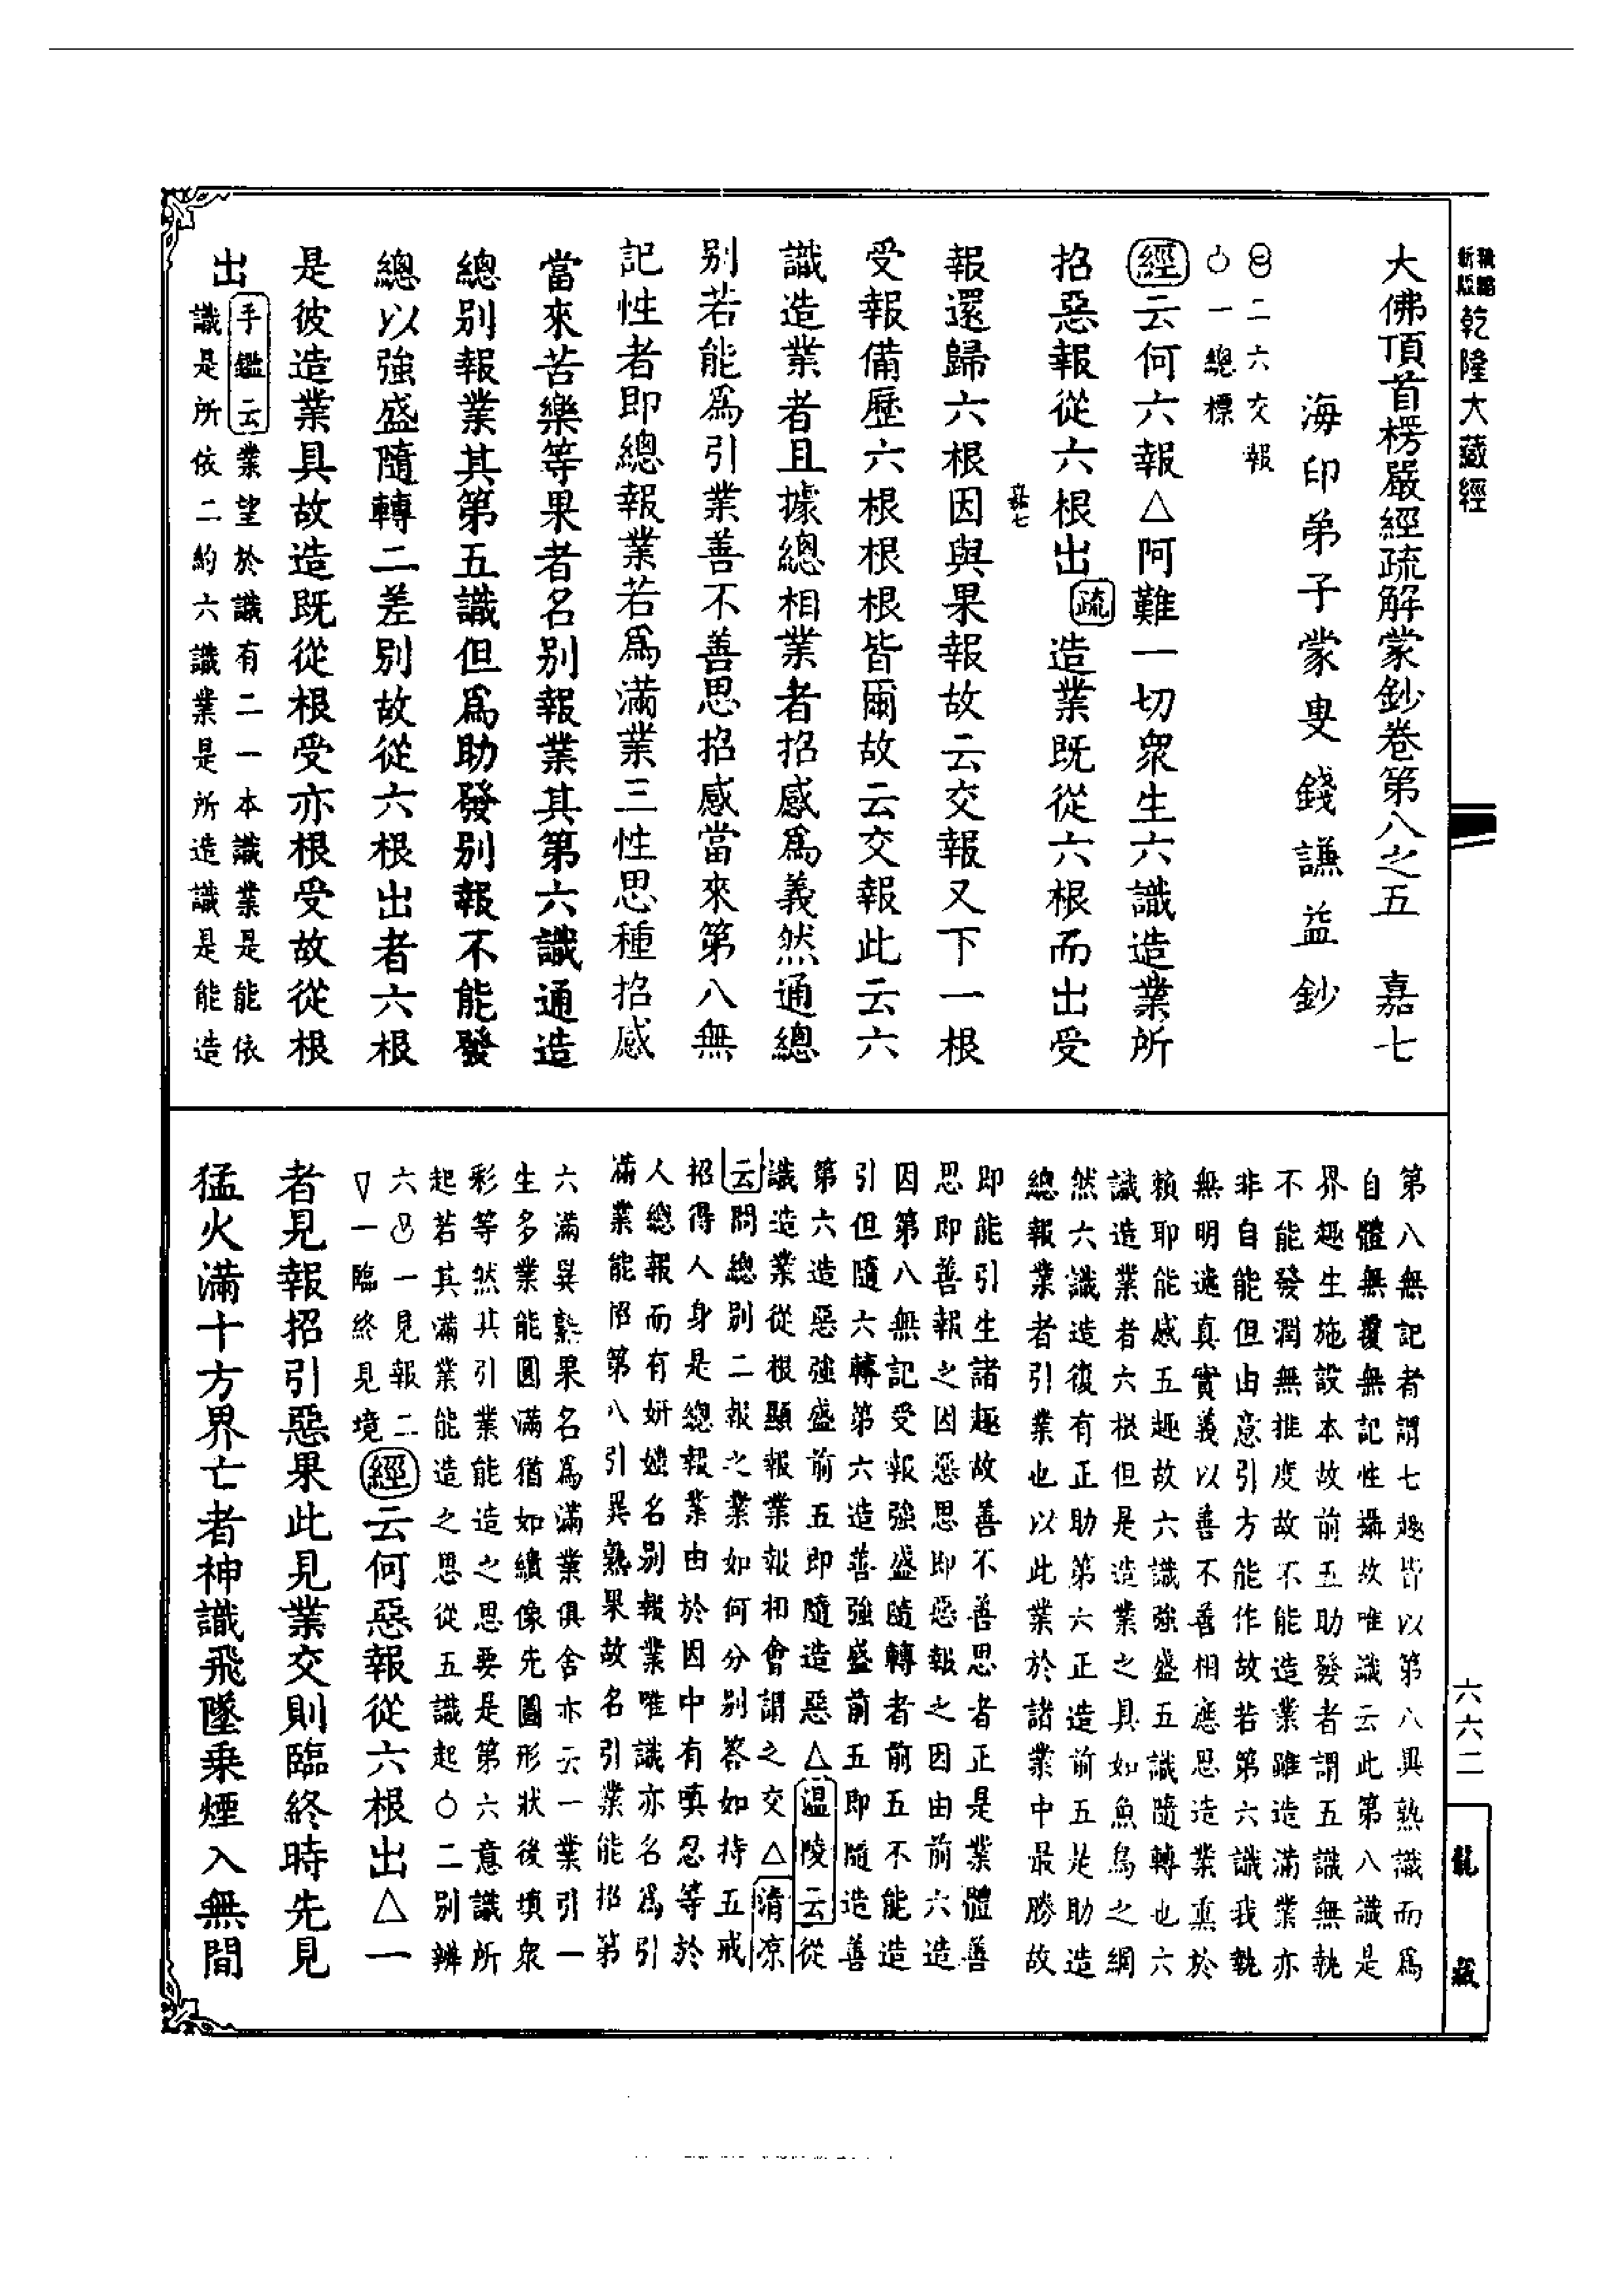 乾隆大藏經
大佛頂首楞嚴經疏解蒙鈔卷第八之五　嘉七
海印弟子蒙叟錢謙益鈔
二六交報
一總標
經云何六報△阿難一切眾生六識造業所
招惡報從六根出疏造業既從六根而出受
嘉七
報還歸六根因與果報故云交報又下一根
受報備歷六根根根皆爾故云交報此云六
識造業者且據總相業者招感爲義然通總
別若能爲引業善不善思招感當來第八無
記性者即總報業若爲滿業三性思種招感
當來苦樂等果者名別報業其第六識通造
總別報業其第五識但爲助發別報不能發
總以強盛隨轉二差別故從六根出者六根
是彼造業具故造既從根受亦根受故從根
出
手鑑云業望於識有二一本識業是能依
識是所依二約六識業是所造識是能造
第八無記者謂七趣皆以第八異熟識而爲
自體無覆無記性攝故唯識云此第八識是
界趣生施設本故前五助發者謂五識無執
不能發潤無推度故不能造業雖造滿業亦
非自能但由意引方能作故若第六識我執
無明遮真實義以善不善相應思造業熏於
賴耶能感五趣故六識強盛五識隨轉也六
識造業者六根但是造業之具如魚鳥之網
然六識造復有正助第六正造前五是助造
總報業者引業也以此業於諸業中最勝故
即能引生諸趣故善不善思者正是業體善
思即善報之因惡思即惡報之因由前六造
因第八無記受報強盛隨轉者前五不能造
引但隨六轉第六造善強盛前五即隨造善
第六造惡強盛前五即隨造惡△溫陵云從
識造業從根顯報業報相會謂之交△清凉
云問總別二報之業如何分別答如持五戒
招得人身是總報業由於因中有嗔忍等於
人總報而有妍媸名別報業唯識亦名爲引
滿業能招第八引異熟果故名引業能招第
六滿異熟果名爲滿業俱舍亦云一業引一
生多業能圓滿猶如繢像先圖形狀後填眾
彩等然其引業能造之思要是第六意識所
起若其滿業能造之思從五識起○二別辨
六一見報二
▽一臨終見境
經云何惡報從六根出△一
者見報招引惡果此見業交則臨終時先見
猛火滿十方界亡者神識飛墜乘煙入無間
六六二
龍藏